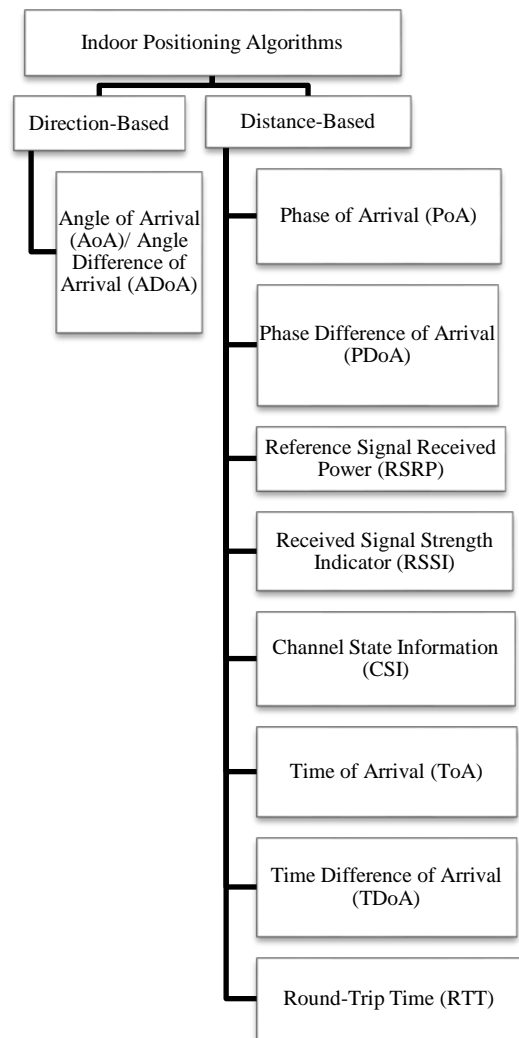 Indoor Positioning Algorithms
Direction-Based
Distance-Based
Angle of Arrival
(AoA)/ Angle
Difference of
Arrival (ADoA)
Phase of Arrival (PoA)
Phase Difference of Arrival
(PDoA)
Reference Signal Received
Power (RSRP)
Received Signal Strength
Indicator (RSSI)
Channel State Information
(CSI)
Time of Arrival (ToA)
Time Difference of Arrival
(TDoA)
Round-Trip Time (RTT)